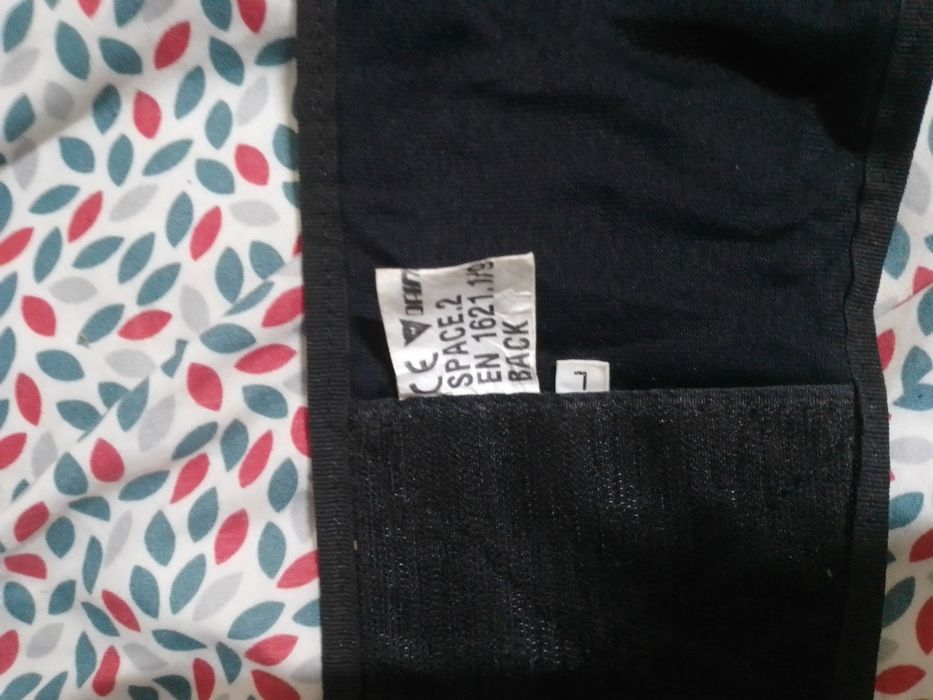 CE
SPACE.2
EN 1621.1/9
BACK